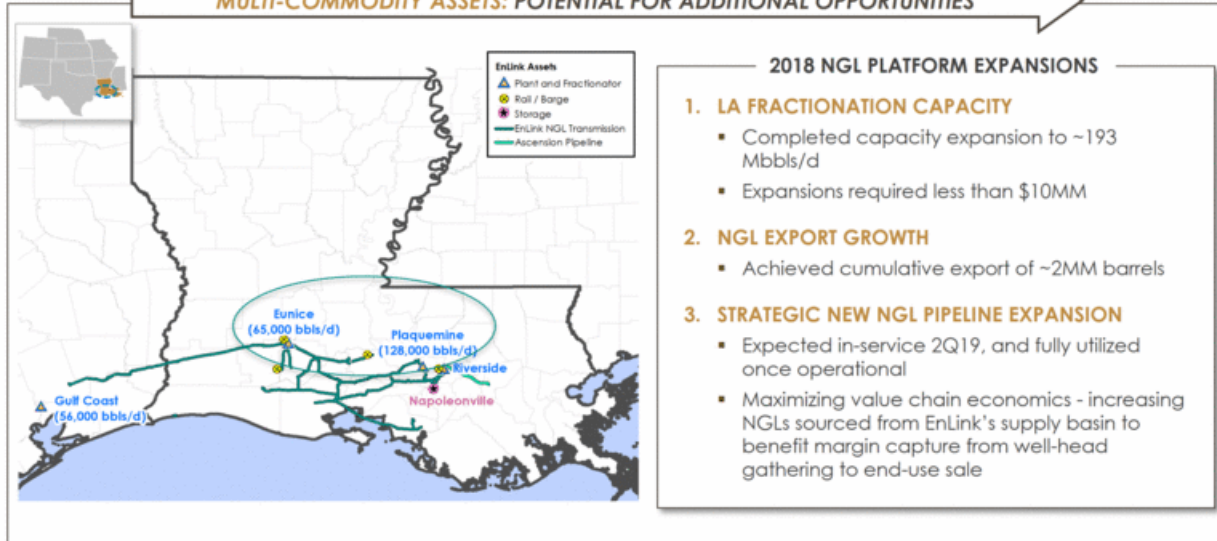 MULTI-COMMODITY ASSETS: POTENTIAL FOR ADDITIONAL OPPORTUNITIES
EnLink Assets
Plant and Fractionator
Rail / Barge
Storage
EnLink NGL Transmission
Ascension Pipeline
Eunice
(65,000 bbls/d)
Plaquemine
(128,000 bbls/d)
Riverside
Napoleonville
Gulf Coast
(56,000 bbls/d)
2018 NGL PLATFORM EXPANSIONS
1. LA FRACTIONATION CAPACITY
▪ Completed capacity expansion to ~193
Mbbls/d
▪ Expansions required less than $10MM
2. NGL EXPORT GROWTH
▪ Achieved cumulative export of ~2MM barrels
3. STRATEGIC NEW NGL PIPELINE EXPANSION
▪ Expected in-service 2Q19, and fully utilized
once operational
▪ Maximizing value chain economics - increasing
NGLs sourced from EnLink's supply basin to
benefit margin capture from well-head
gathering to end-use sale